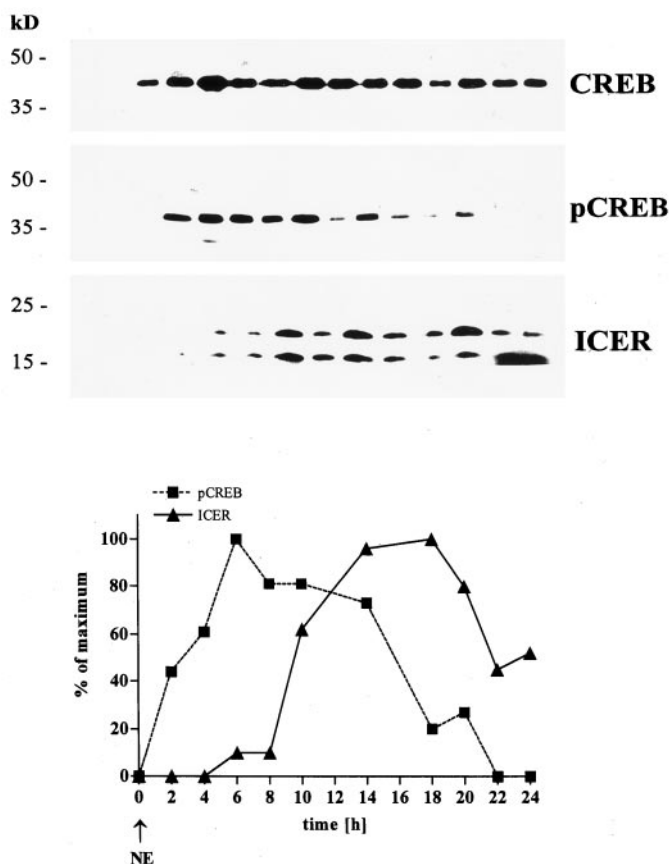 kD
50 -
CREB
35 -
50 -
pCREB
35 -
25 -
ICER
15 -
pCREB
ICER
100
80
60
40
20
0
% of maximum
0 2 4 6 8 10 12 14 16 18 20 22 24
time [h]
↑
NE